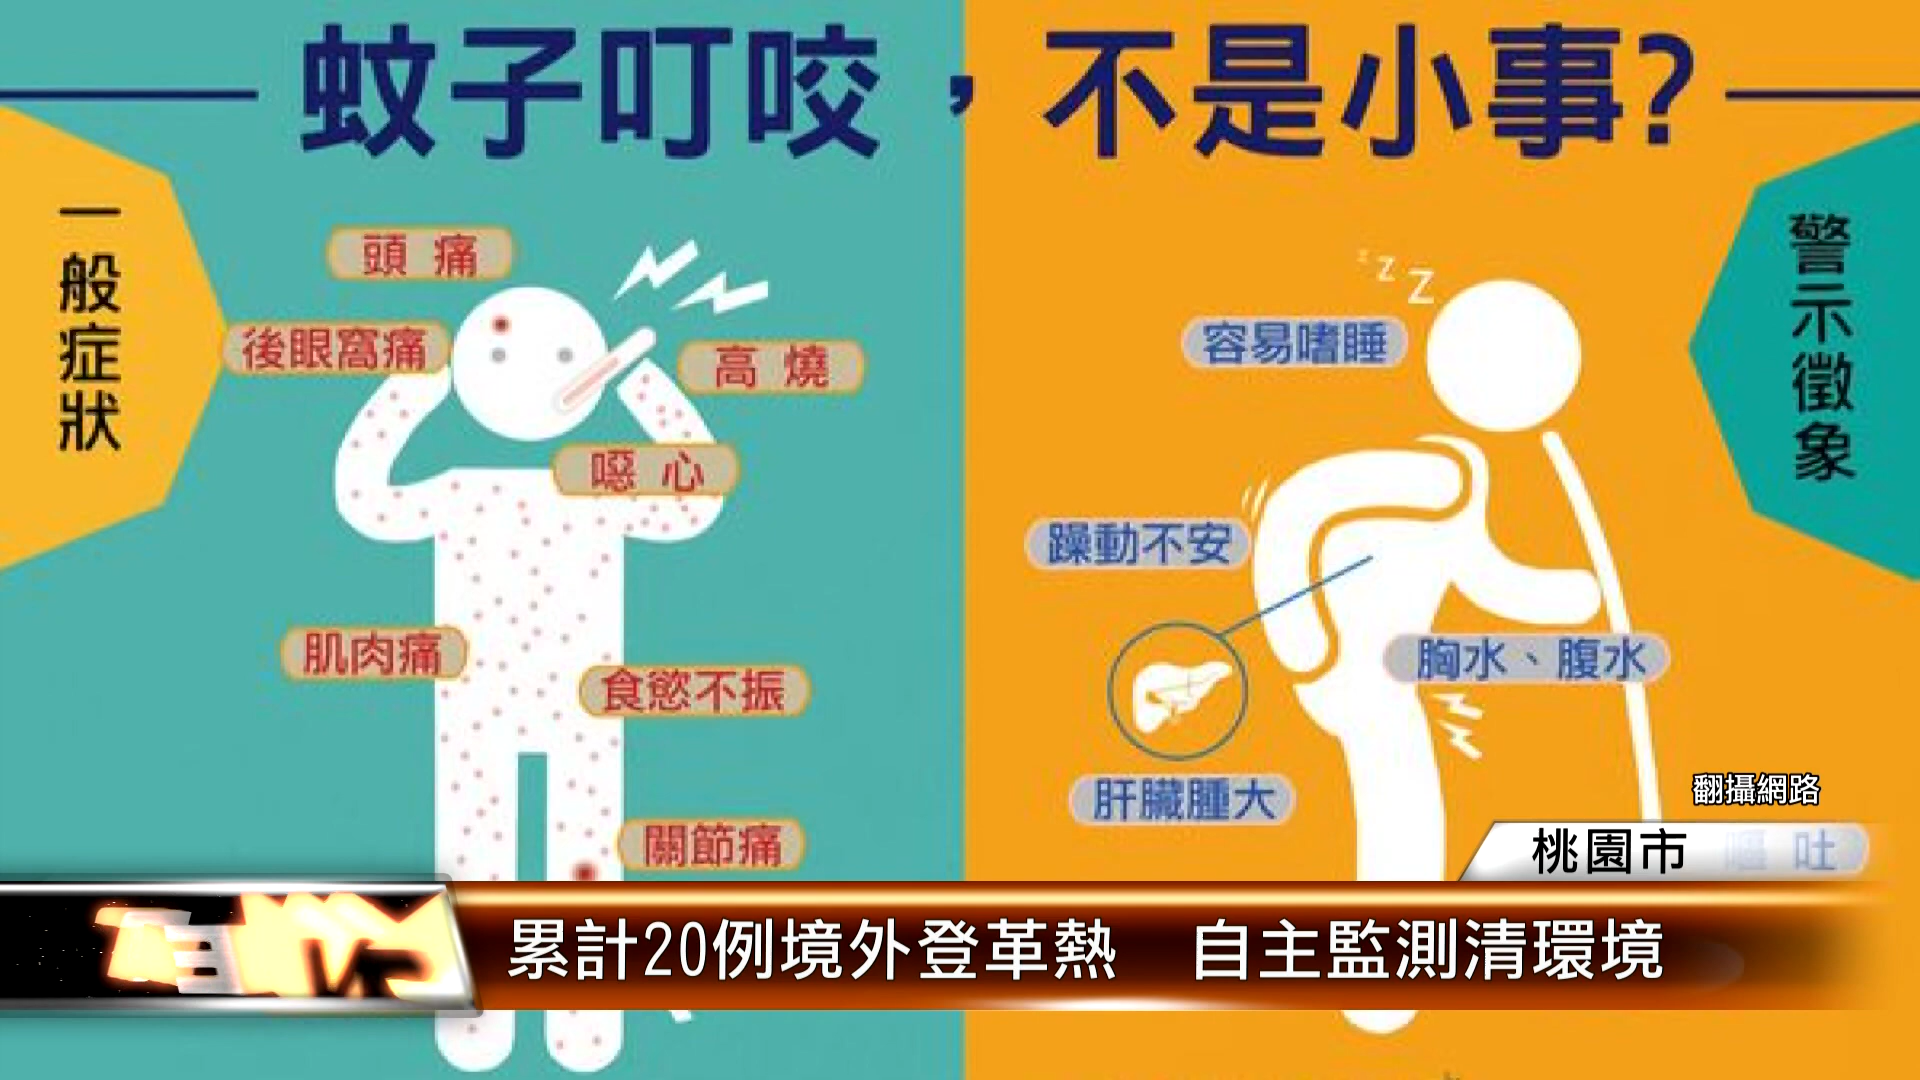 蚊子叮咬，不是小事?
一般症狀
頭痛
後眼窩痛
高燒
噁心
肌肉痛
食慾不振
關節痛
警示徵象
z z Z
容易嗜睡
躁動不安
胸水、腹水
肝臟腫大
嘔吐
翻攝網路
桃園市
累計20例境外登革熱　自主監測清環境